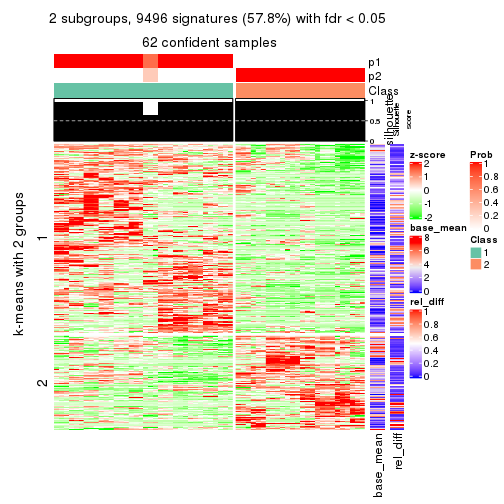 2 subgroups, 9496 signatures (57.8%) with fdr < 0.05
62 confident samples
p1
p2
Class
silhouette
Silhouette
score
1
0.5
0
k-means with 2 groups
1
2
base_mean
rel_diff
z-score
2
1
0
-1
-2
base_mean
8
6
4
2
0
rel_diff
1
0.8
0.6
0.4
0.2
0
Prob
1
0.8
0.6
0.4
0.2
0
Class
1
2